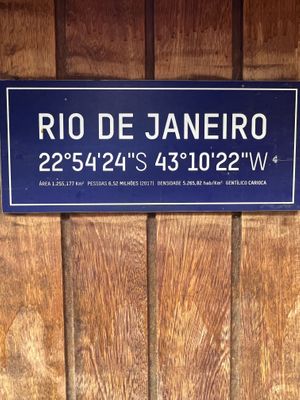 RIO DE JANEIRO
22°54'24"S 43°10'22"W
ÁREA 1.255,177 Km² PESSOAS 6,52 MILHÕES (2017) DENSIDADE 5.265,82 hab/Km² GENTÍLICO CARIOCA